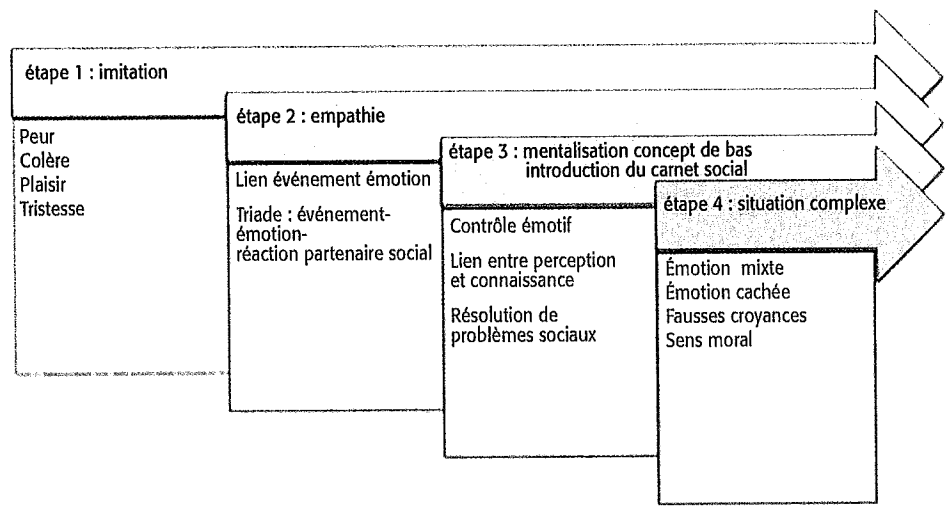 étape 1 : imitation
Peur
Colère
Plaisir
Tristesse
étape 2 : empathie
Lien événement émotion
Triade : événement-
émotion-
réaction partenaire social
étape 3 : mentalisation concept de bas
introduction du carnet social
Contrôle émotif
Lien entre perception
et connaissance
Résolution de
problèmes sociaux
étape 4 : situation complexe
Émotion mixte
Émotion cachée
Fausses croyances
Sens moral